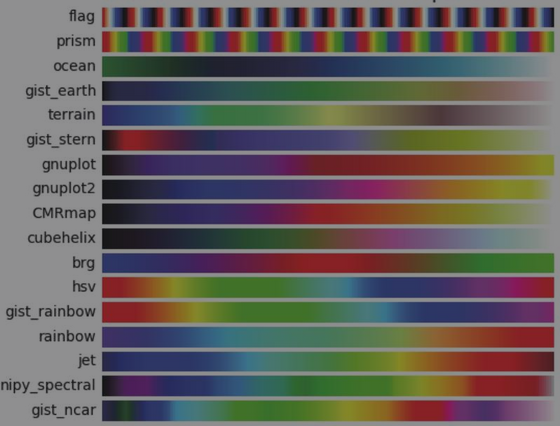 flag
prism
ocean
gist_earth
terrain
gist_stern
gnuplot
gnuplot2
CMRmap
cubehelix
brg
hsv
gist_rainbow
rainbow
jet
nipy_spectral
gist_ncar